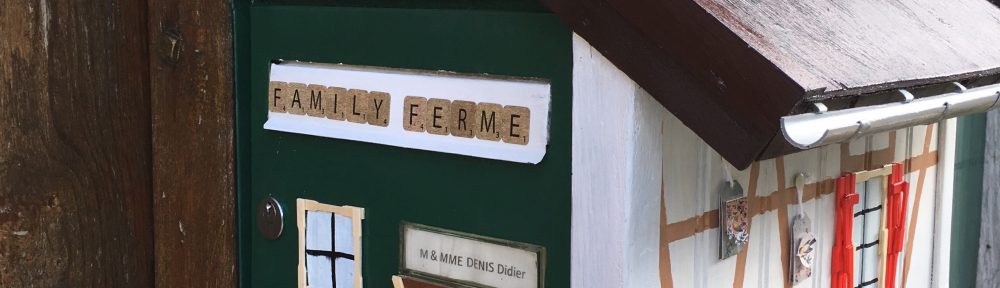 FAMILY FERME
M & MME DENIS Didier